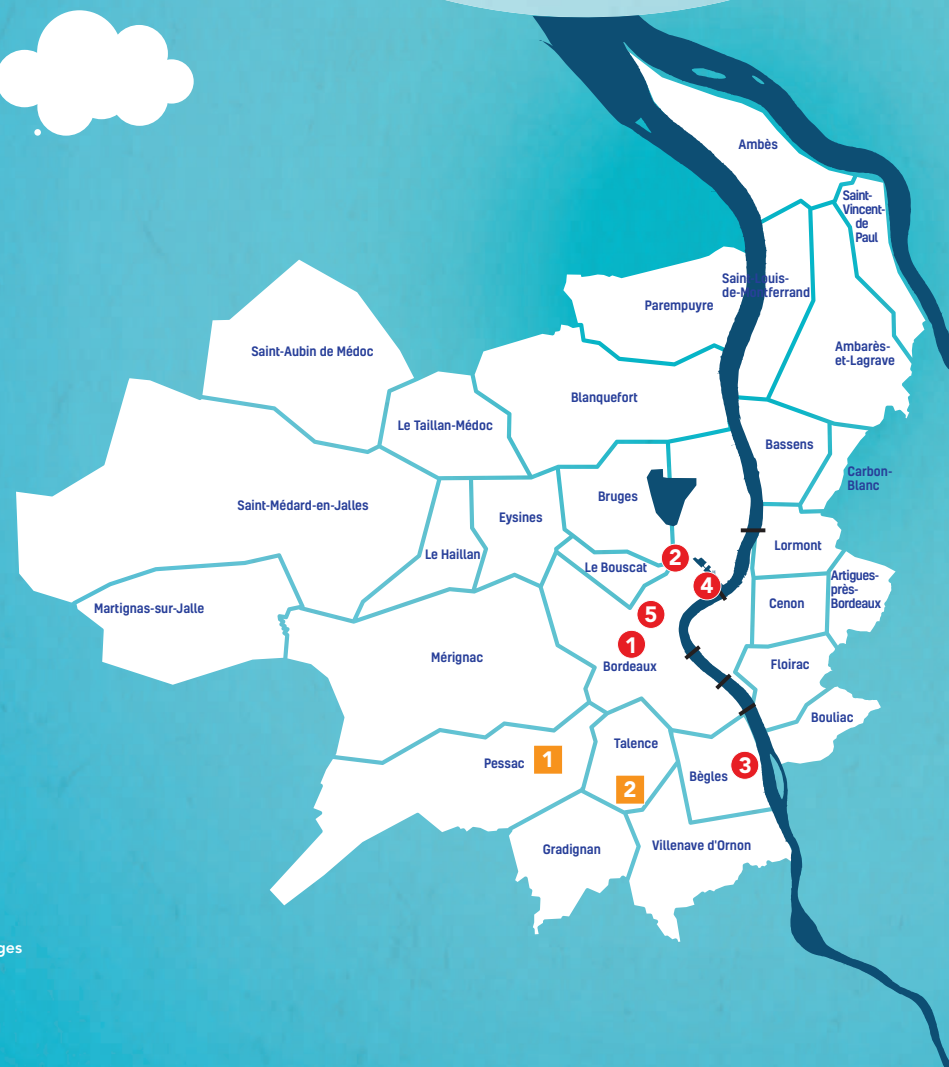 Ambès
Saint-
Vincent-
de
Paul
Saint-Louis-
de-Montferrand
Parempuyre
Ambarès-
et-Lagrave
Saint-Aubin de Médoc
Blanquefort
Le Taillan-Médoc
Bassens
Carbon-
Blanc
Saint-Médard-en-Jalles
Bruges
Eysines
Lormont
Le Haillan
2
Le Bouscat
4
Artigues-
près-
Bordeaux
Martignas-sur-Jalle
Cenon
5
1
Mérignac
Bordeaux
Floirac
Bouliac
Talence
Pessac
1
3
Bègles
2
Gradignan
Villenave d'Ornon
ges